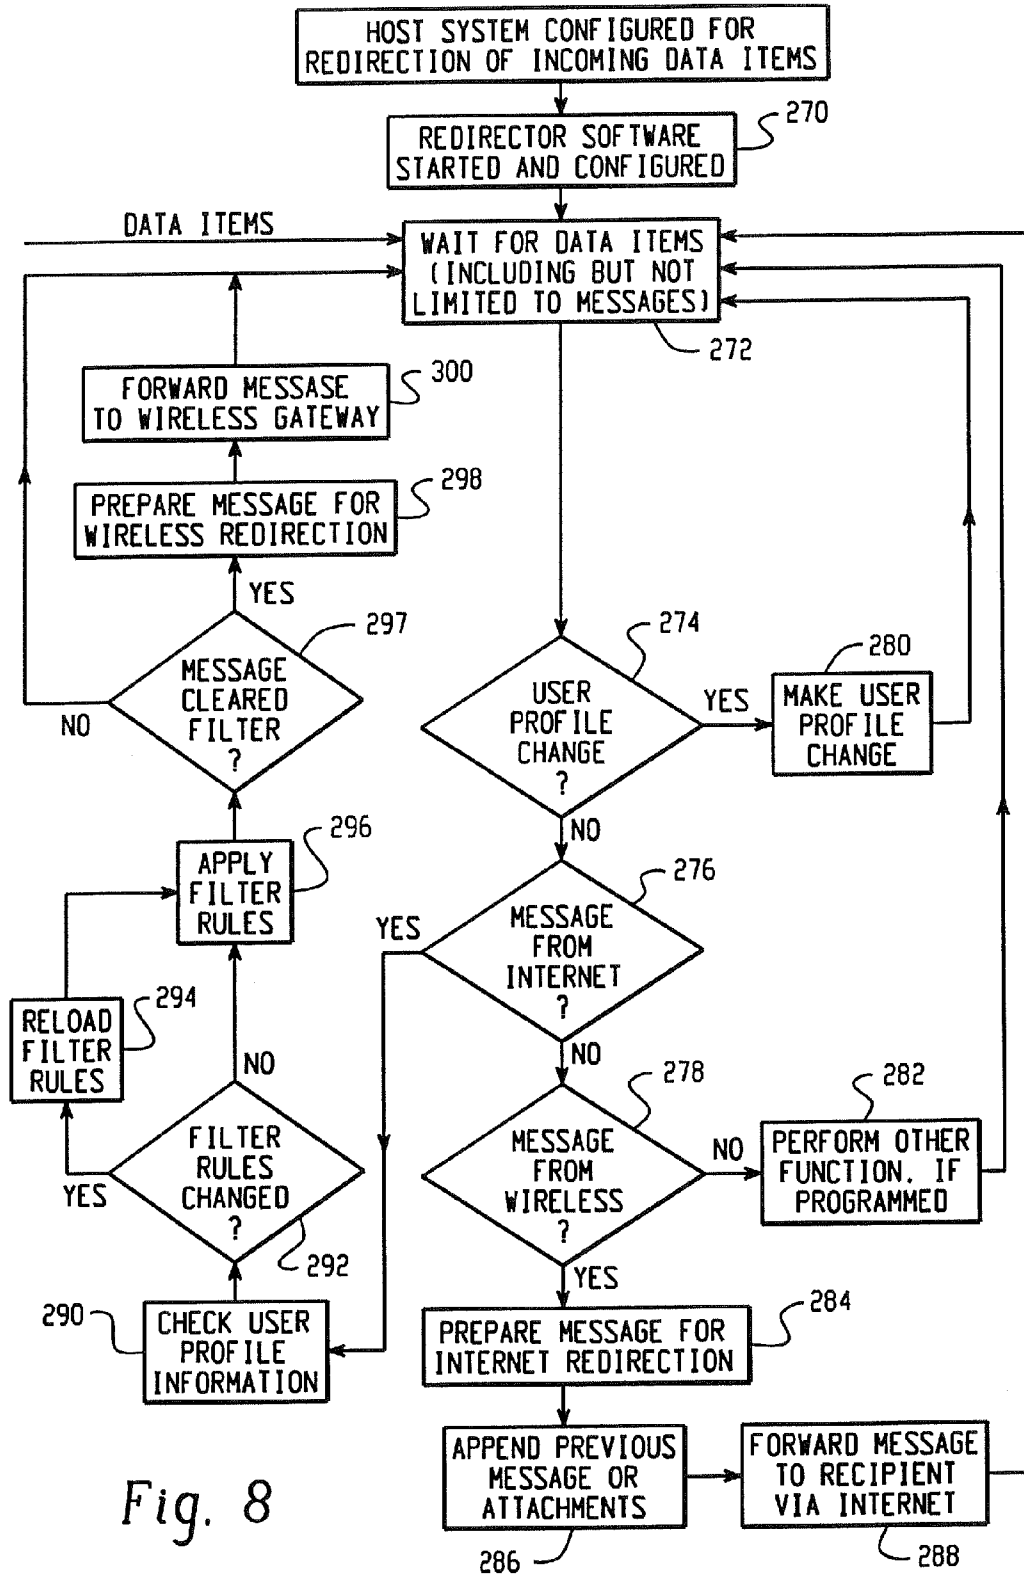 HOST SYSTEM CONFIGURED FOR
REDIRECTION OF INCOMING DATA ITEMS
270
REDIRECTOR SOFTWARE
STARTED AND CONFIGURED
DATA ITEMS
WAIT FOR DATA ITEMS
(INCLUDING BUT NOT
LIMITED TO MESSAGES)
272
300
FORWARD MESSASE
TO WIRELESS GATEWAY
298
PREPARE MESSAGE FOR
WIRELESS REDIRECTION
YES
297
MESSAGE
CLEARED
FILTER
?
NO
274
USER
PROFILE
CHANGE
?
YES
280
MAKE USER
PROFILE
CHANGE
NO
296
APPLY
FILTER
RULES
276
MESSAGE
FROM
INTERNET
?
YES
NO
294
RELOAD
FILTER
RULES
NO
FILTER
RULES
CHANGED
?
YES
292
278
MESSAGE
FROM
WIRELESS
?
NO
282
PERFORM OTHER
FUNCTION. IF
PROGRAMMED
YES
290
CHECK USER
PROFILE
INFORMATION
284
PREPARE MESSAGE FOR
INTERNET REDIRECTION
APPEND PREVIOUS
MESSAGE OR
ATTACHMENTS
286
FORWARD MESSAGE
TO RECIPIENT
VIA INTERNET
288
Fig. 8